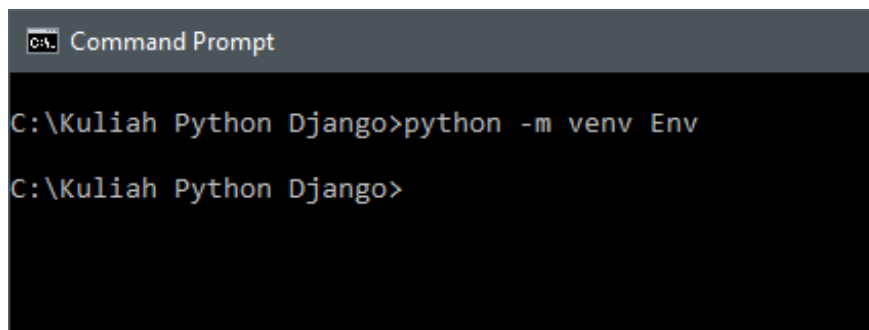 Command Prompt
C:\Kuliah Python Django>python -m venv Env
C:\Kuliah Python Django>